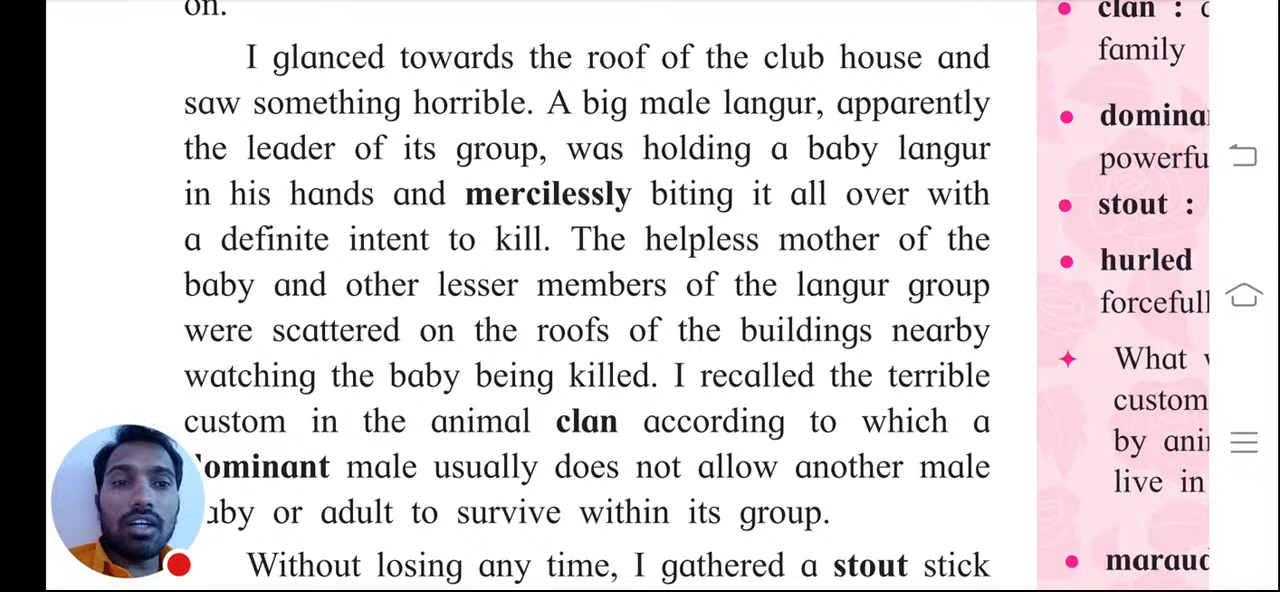 on.
I glanced towards the roof of the club house and
saw something horrible. A big male langur, apparently
the leader of its group, was holding a baby langur
in his hands and mercilessly biting it all over with
a definite intent to kill. The helpless mother of the
baby and other lesser members of the langur group
were scattered on the roofs of the buildings nearby
watching the baby being killed. I recalled the terrible
custom in the animal clan according to which a
ominant male usually does not allow another male
aby or adult to survive within its group.
Without losing any time, I gathered a stout stick
clan :
family
domina
powerfu
stout :
hurled
forcefull
What
custom
by ani
live in
maraud